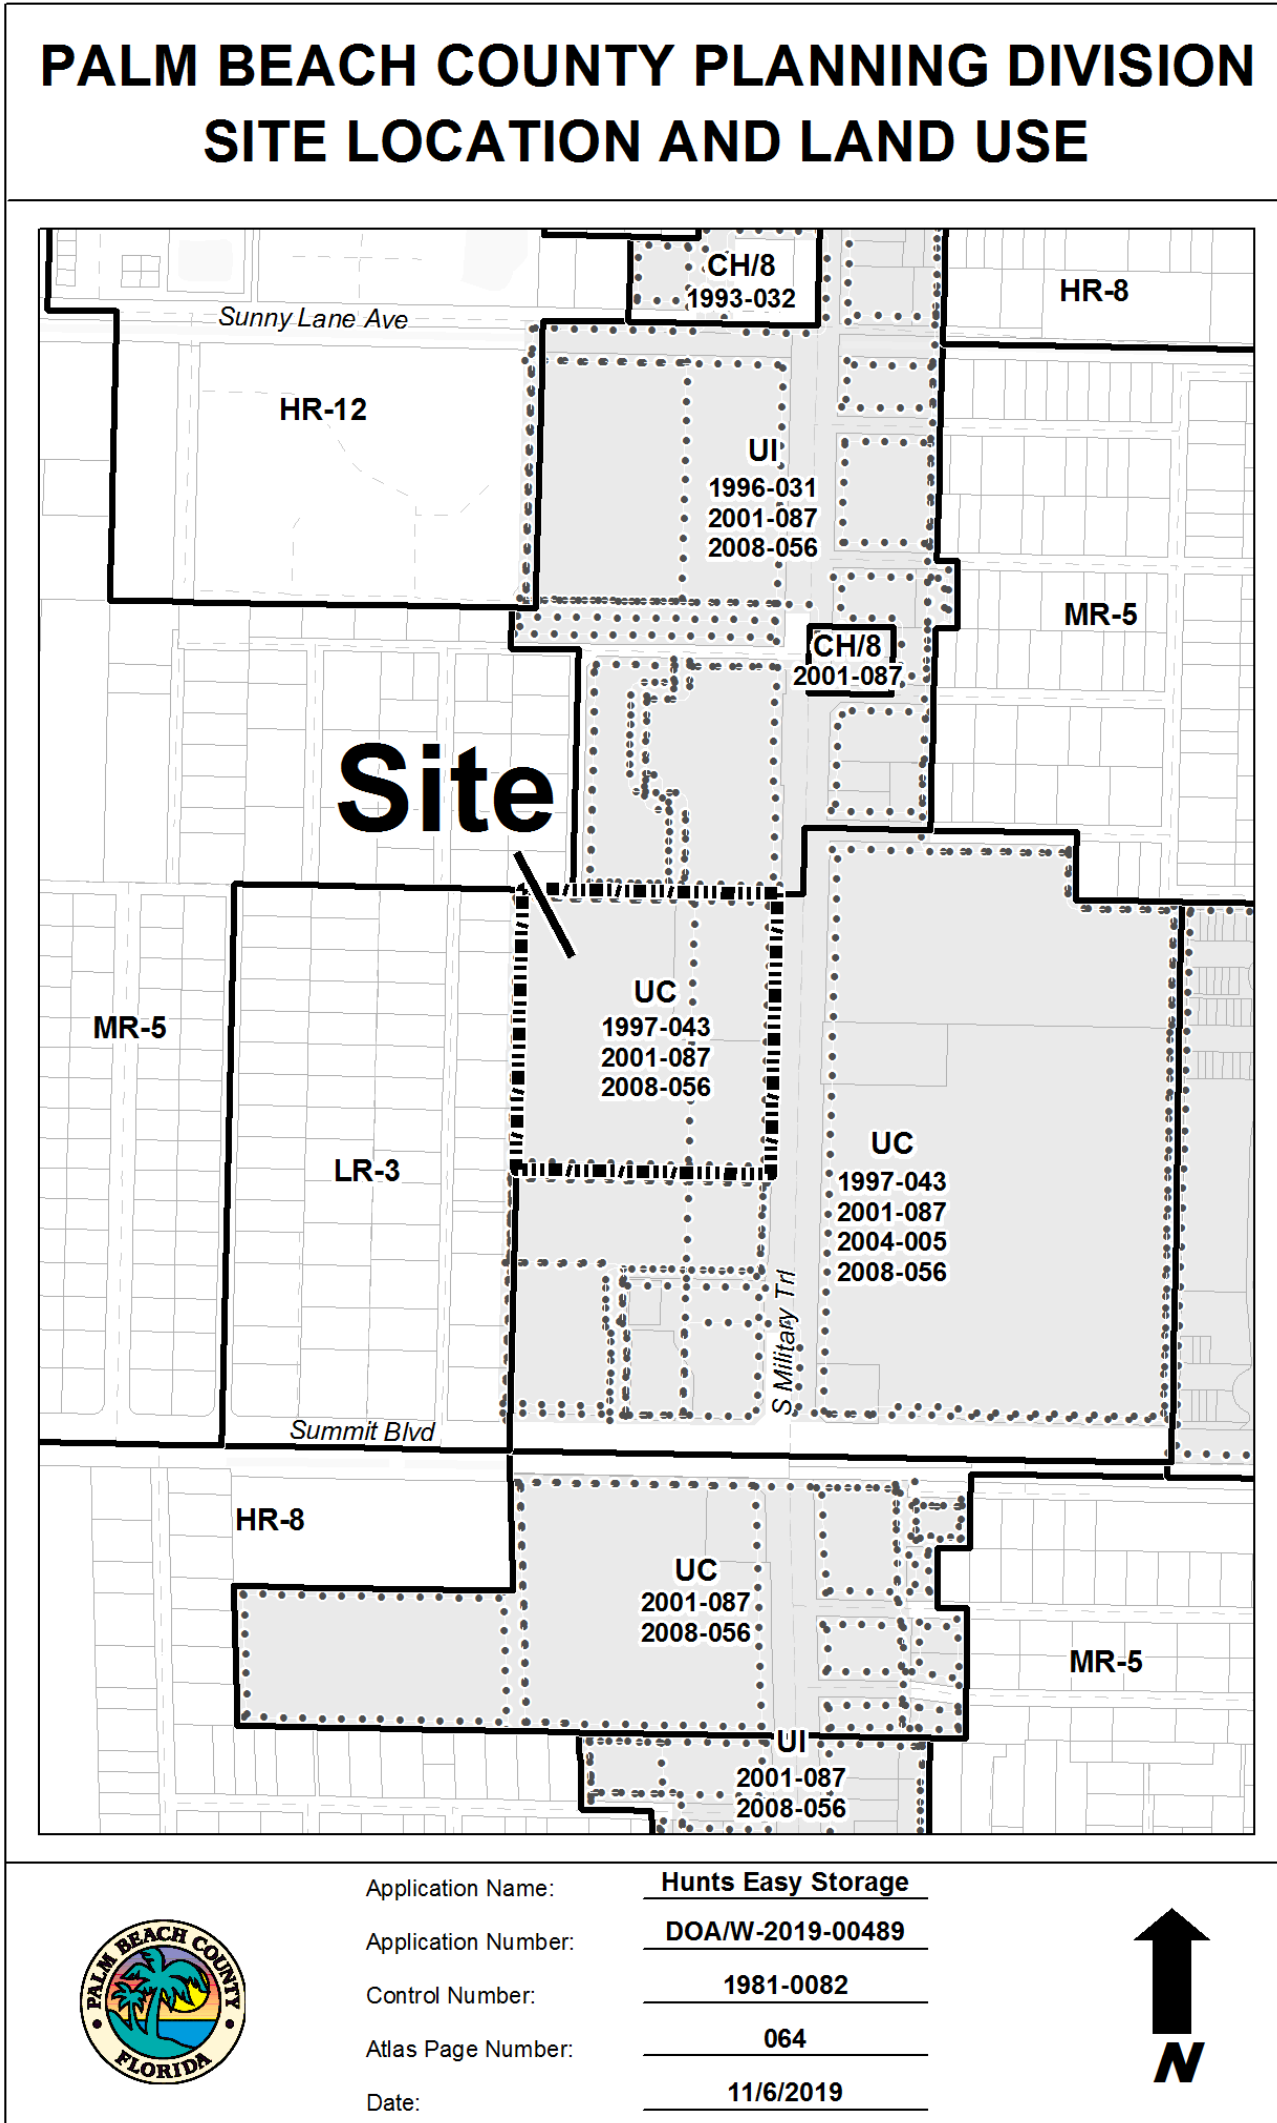 PALM BEACH COUNTY PLANNING DIVISION
SITE LOCATION AND LAND USE
CH/8
1993-032
HR-8
Sunny Lane Ave
HR-12
UI
1996-031
2001-087
2008-056
MR-5
CH/8
2001-087
Site
UC
1997-043
2001-087
2008-056
MR-5
LR-3
UC
1997-043
2001-087
2004-005
2008-056
S Military Trl
Summit Blvd
HR-8
UC
2001-087
2008-056
MR-5
UI
2001-087
2008-056
Application Name: Hunts Easy Storage
Application Number: DOA/W-2019-00489
Control Number: 1981-0082
Atlas Page Number: 064
Date: 11/6/2019
PALM BEACH COUNTY
FLORIDA
N